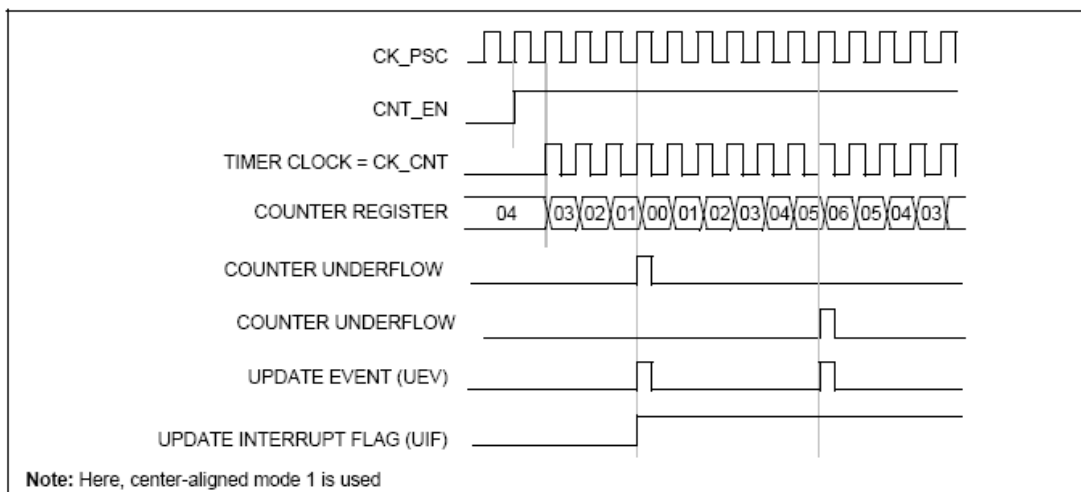 CK_PSC
CNT_EN
TIMER CLOCK = CK_CNT
COUNTER REGISTER 04 03 02 01 00 01 02 03 04 05 06 05 04 03
COUNTER UNDERFLOW
COUNTER UNDERFLOW
UPDATE EVENT (UEV)
UPDATE INTERRUPT FLAG (UIF)
Note: Here, center-aligned mode 1 is used